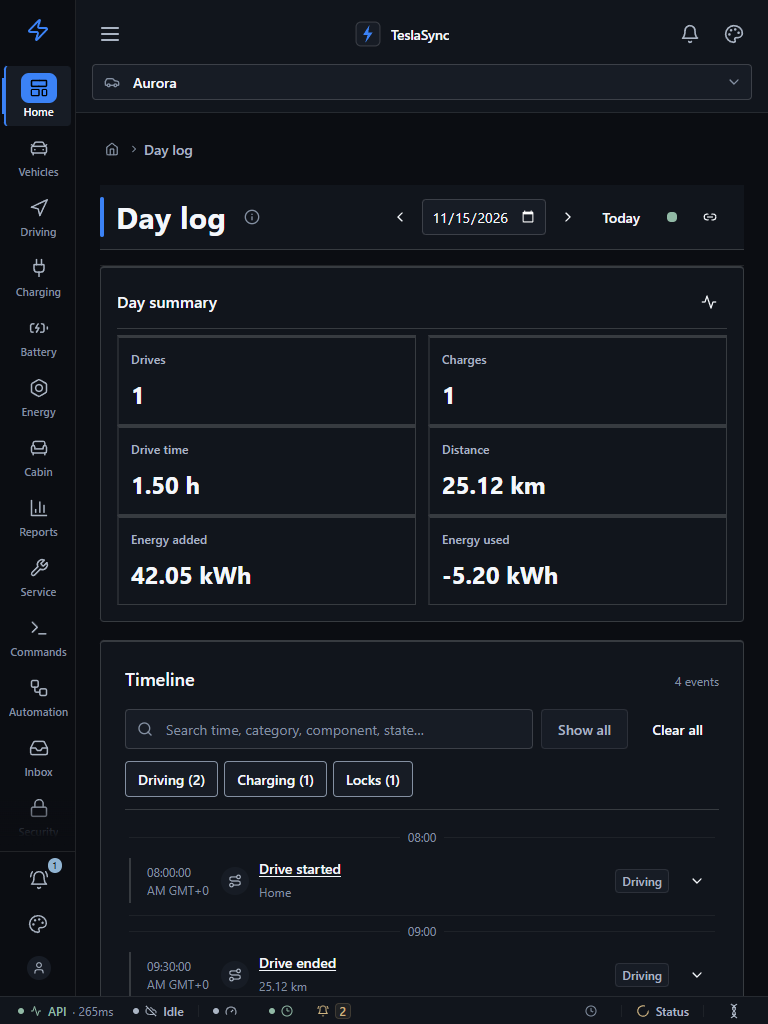 TeslaSync
Aurora
Home
Vehicles
Driving
Charging
Battery
Energy
Cabin
Reports
Service
Commands
Automation
Inbox
Security
1
Day log
Day log
11/15/2026
Today
Day summary
Drives
1
Charges
1
Drive time
1.50 h
Distance
25.12 km
Energy added
42.05 kWh
Energy used
-5.20 kWh
Timeline
4 events
Search time, category, component, state...
Show all
Clear all
Driving (2)
Charging (1)
Locks (1)
08:00
08:00:00
AM GMT+0
Drive started
Home
Driving
09:00
09:30:00
AM GMT+0
Drive ended
25.12 km
Driving
API · 265ms
Idle
2
Status